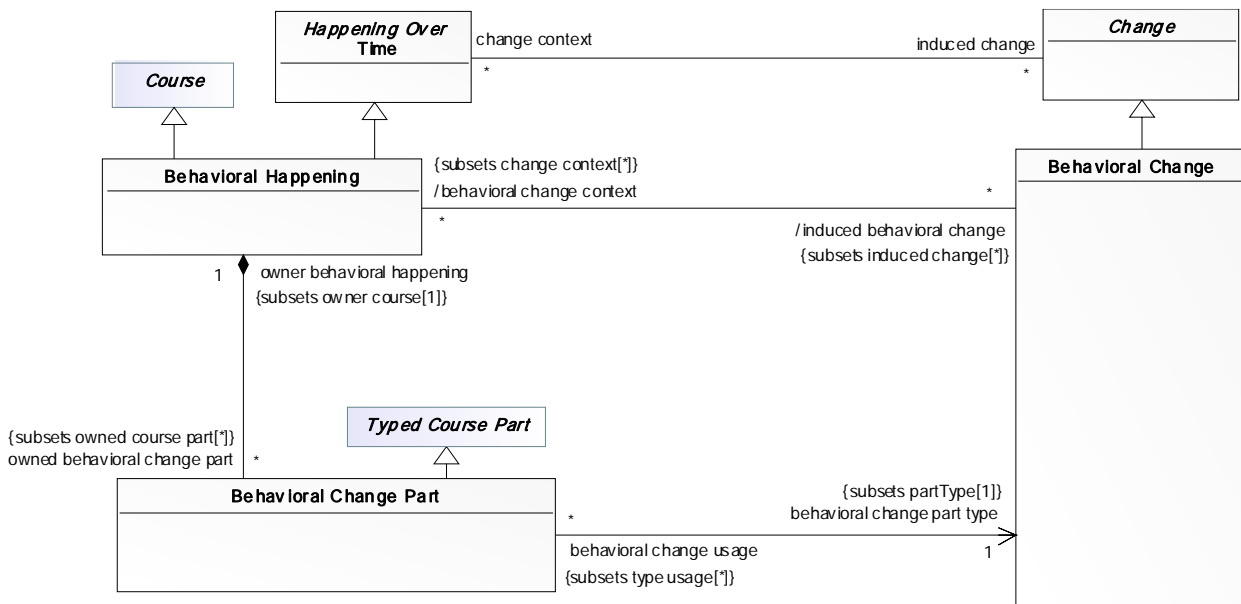 Happening Over
Time
change context
*
induced change
*
Change
Course
Behavioral Happening
{subsets change context[*]}
/behavioral change context
*
*
/induced behavioral change
{subsets induced change[*]}
Behavioral Change
1
owner behavioral happening
{subsets owner course[1]}
Typed Course Part
{subsets owned course part[*]}
owned behavioral change part
*
Behavioral Change Part
*
behavioral change usage
{subsets type usage[*]}
{subsets partType[1]}
behavioral change part type
1